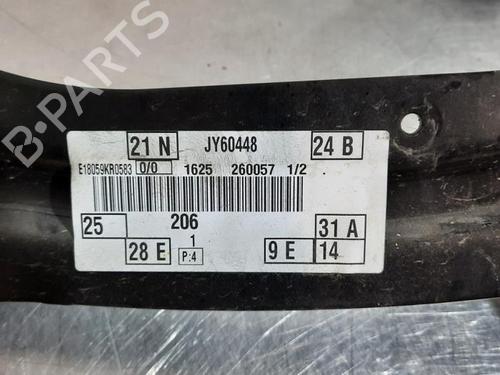 B-PARTS
21 N JY60448 24 B
E18059KR0583 0/0 1625 260057 1/2
25 206 31 A
28 E 1 P:4 9 E 14